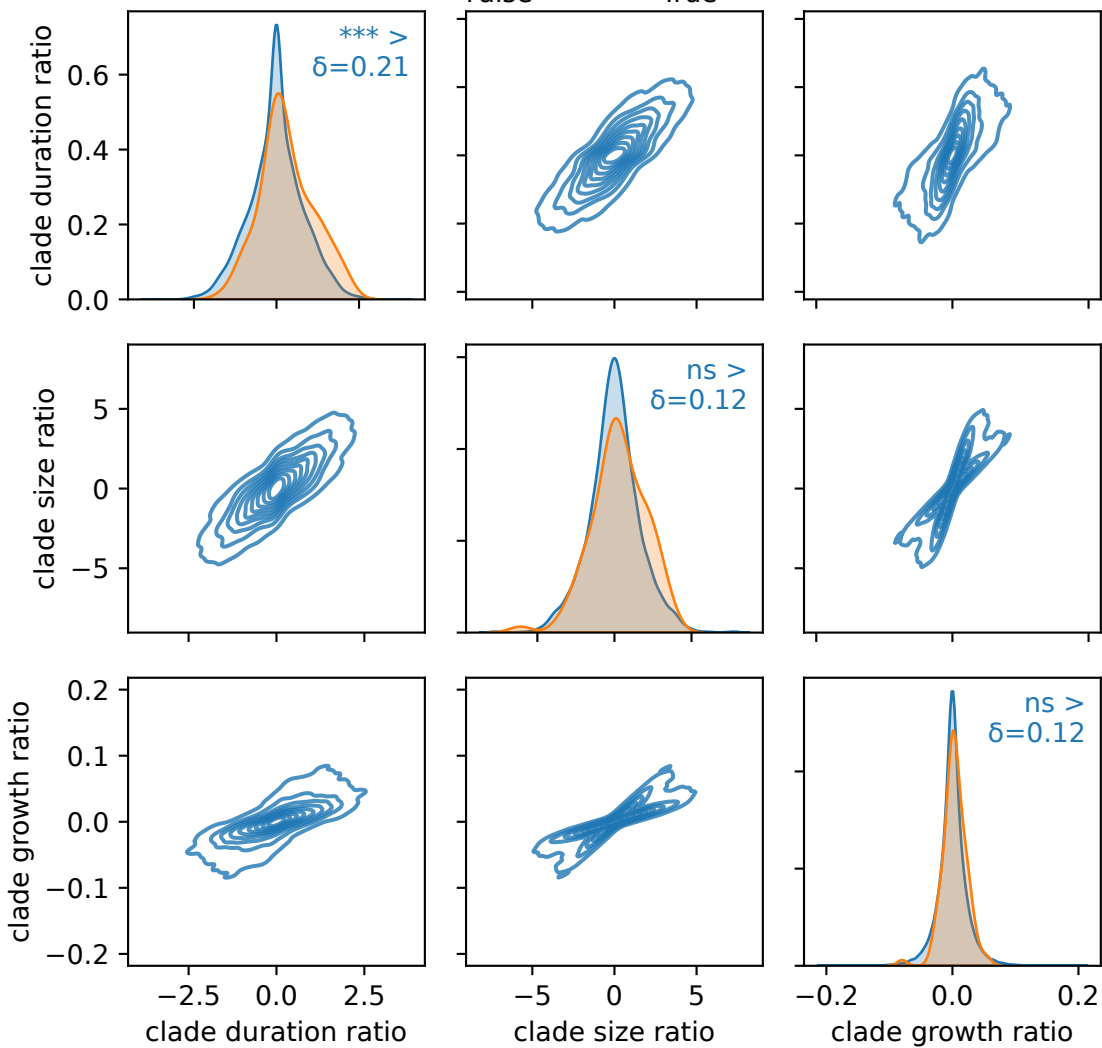 clade duration ratio
0.6
0.4
0.2
0.0
*** >
δ=0.21
clade size ratio
5
0
−5
ns >
δ=0.12
clade growth ratio
0.2
0.1
0.0
−0.1
−0.2
ns >
δ=0.12
−2.5 0.0 2.5
−5 0 5
−0.2 0.0 0.2
clade duration ratio
clade size ratio
clade growth ratio